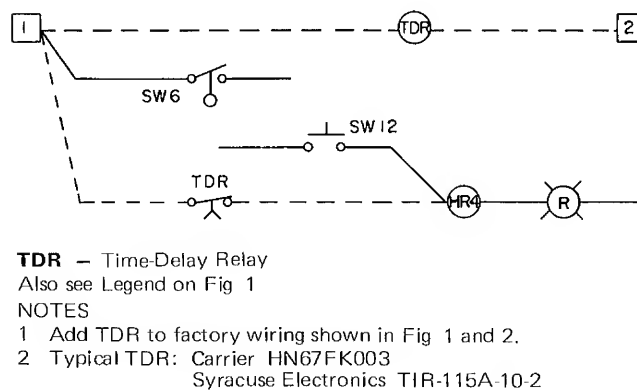 1 TDR 2
SW6
SW12
TDR
HR4 R
TDR – Time-Delay Relay
Also see Legend on Fig 1
NOTES
1 Add TDR to factory wiring shown in Fig 1 and 2.
2 Typical TDR: Carrier HN67FK003
Syracuse Electronics TIR-115A-10-2